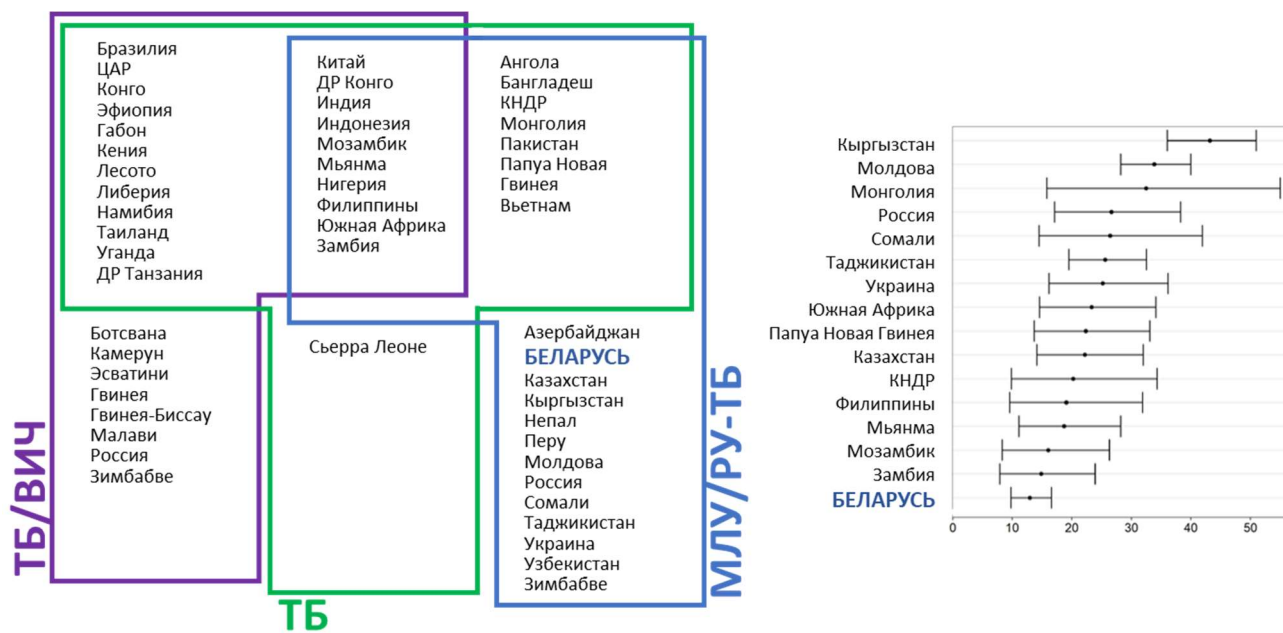 Бразилия
ЦАР
Конго
Эфиопия
Габон
Кения
Лесото
Либерия
Намибия
Таиланд
Уганда
ДР Танзания
Китай
ДР Конго
Индия
Индонезия
Мозамбик
Мьянма
Нигерия
Филиппины
Южная Африка
Замбия
Ангола
Бангладеш
КНДР
Монголия
Пакистан
Папуа Новая
Гвинея
Вьетнам
Ботсвана
Камерун
Эсватини
Гвинея
Гвинея-Биссау
Малави
Россия
Зимбабве
Сьерра Леоне
Азербайджан
БЕЛАРУСЬ
Казахстан
Кыргызстан
Непал
Перу
Молдова
Россия
Сомали
Таджикистан
Украина
Узбекистан
Зимбабве
ТБ/ВИЧ
ТБ
МЛУ/РУ-ТБ
Кыргызстан
Молдова
Монголия
Россия
Сомали
Таджикистан
Украина
Южная Африка
Папуа Новая Гвинея
Казахстан
КНДР
Филиппины
Мьянма
Мозамбик
Замбия
БЕЛАРУСЬ
0 10 20 30 40 50